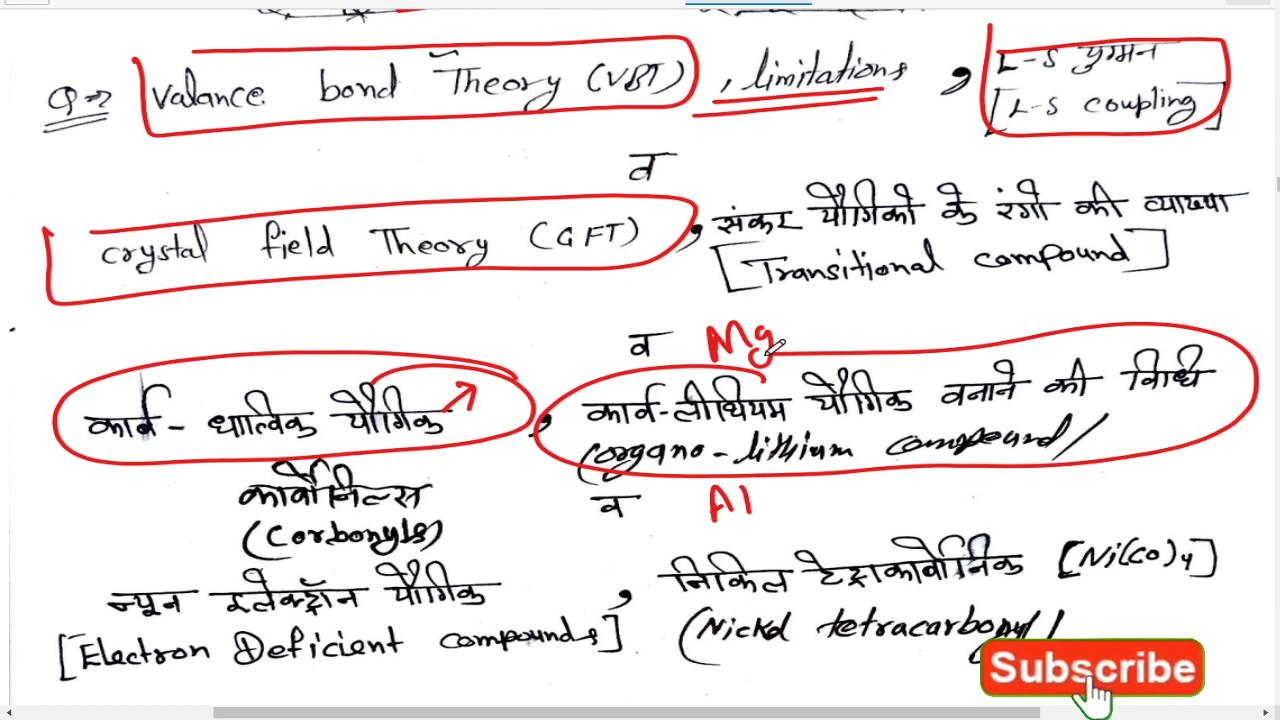 Q⇒ valance bond Theory (VBT), limitations, L-S युग्मन
[L-S coupling]
व
crystal field Theory (CFT), संकर यौगिको के रंगो की व्याख्या
[Transitional compound]
व Mg
कार्ब - धात्विक यौगिक, कार्ब-लीथियम यौगिक बनाने की विधि
(organo-lithium compound)
कार्बोनिल्स व Al
(Corbonyls)
न्यून इलेक्ट्रॉन यौगिक, निकिल टेट्राकार्बोनिक [Ni(CO)4]
[Electron Deficient compounds] (Nickel tetracarbonyl)
Subscribe